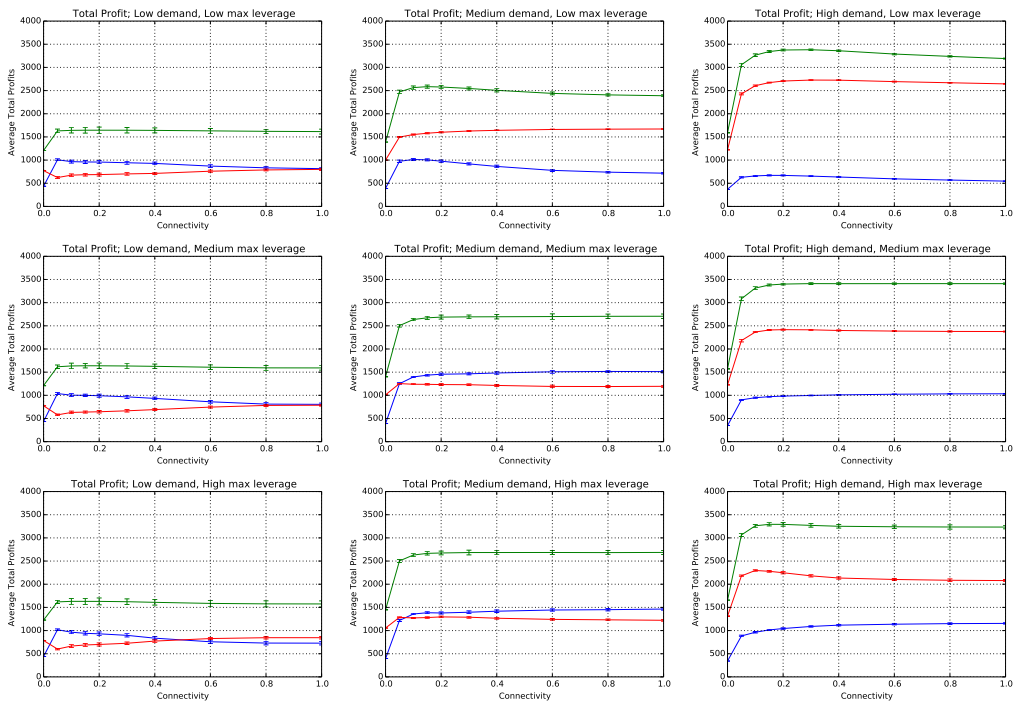 Total Profit; Low demand, Low max leverage
4000
3500
3000
2500
2000
1500
1000
500
0
0.0 0.2 0.4 0.6 0.8 1.0
Connectivity
Average Total Profits
Total Profit; Medium demand, Low max leverage
4000
3500
3000
2500
2000
1500
1000
500
0
0.0 0.2 0.4 0.6 0.8 1.0
Connectivity
Average Total Profits
Total Profit; High demand, Low max leverage
4000
3500
3000
2500
2000
1500
1000
500
0
0.0 0.2 0.4 0.6 0.8 1.0
Connectivity
Average Total Profits
Total Profit; Low demand, Medium max leverage
4000
3500
3000
2500
2000
1500
1000
500
0
0.0 0.2 0.4 0.6 0.8 1.0
Connectivity
Average Total Profits
Total Profit; Medium demand, Medium max leverage
4000
3500
3000
2500
2000
1500
1000
500
0
0.0 0.2 0.4 0.6 0.8 1.0
Connectivity
Average Total Profits
Total Profit; High demand, Medium max leverage
4000
3500
3000
2500
2000
1500
1000
500
0
0.0 0.2 0.4 0.6 0.8 1.0
Connectivity
Average Total Profits
Total Profit; Low demand, High max leverage
4000
3500
3000
2500
2000
1500
1000
500
0
0.0 0.2 0.4 0.6 0.8 1.0
Connectivity
Average Total Profits
Total Profit; Medium demand, High max leverage
4000
3500
3000
2500
2000
1500
1000
500
0
0.0 0.2 0.4 0.6 0.8 1.0
Connectivity
Average Total Profits
Total Profit; High demand, High max leverage
4000
3500
3000
2500
2000
1500
1000
500
0
0.0 0.2 0.4 0.6 0.8 1.0
Connectivity
Average Total Profits